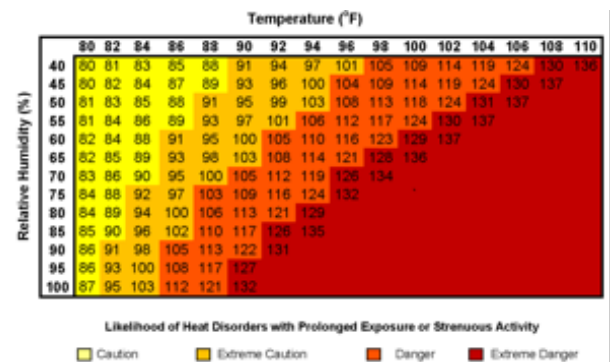 Temperature (°F)
80 82 84 86 88 90 92 94 96 98 100 102 104 106 108 110
Relative Humidity (%)
40 80 81 83 85 88 91 94 97 101 105 109 114 119 124 130 136
45 80 82 84 87 89 93 96 100 104 109 114 119 124 130 137
50 81 83 85 88 91 95 99 103 108 113 118 124 131 137
55 81 84 86 89 93 97 101 106 112 117 124 130 137
60 82 84 88 91 95 100 105 110 116 123 129 137
65 82 85 89 93 98 103 108 114 121 128 136
70 83 86 90 95 100 105 112 119 126 134
75 84 88 92 97 103 109 116 124 132
80 84 89 94 100 106 113 121 129
85 85 90 96 102 110 117 126 135
90 86 91 98 105 113 122 131
95 86 93 100 108 117 127
100 87 95 103 112 121 132
Likelihood of Heat Disorders with Prolonged Exposure or Strenuous Activity
Caution Extreme Caution Danger Extreme Danger